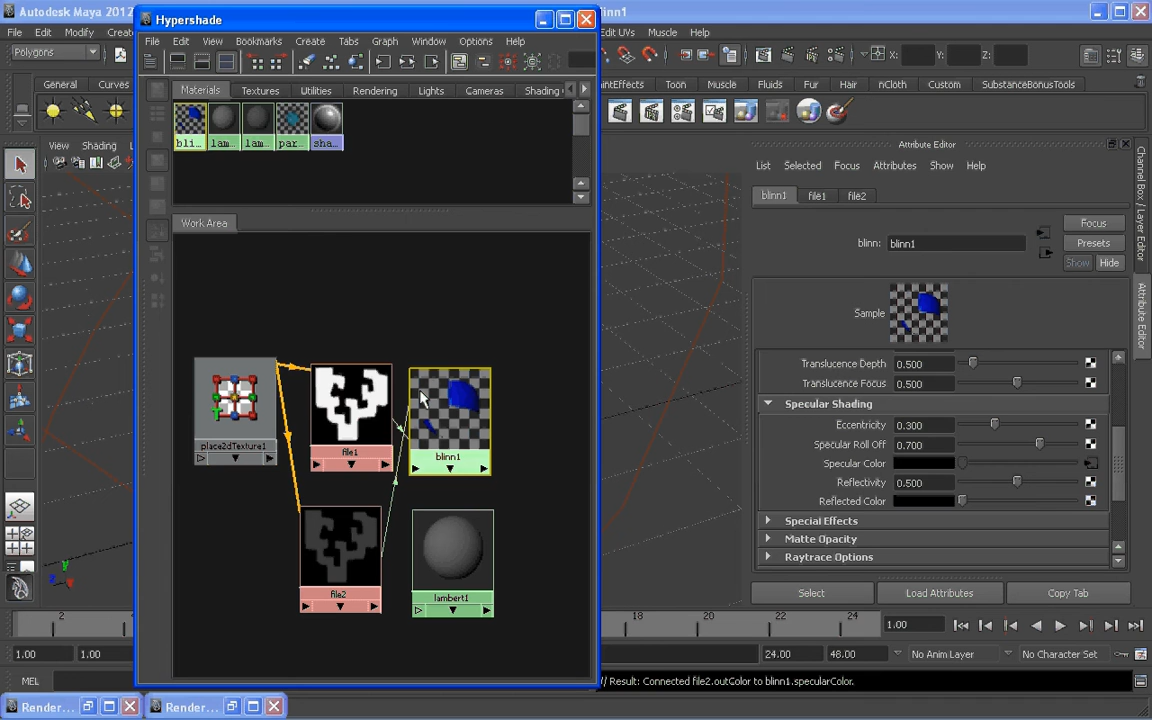 Autodesk Maya 2012
blinn1
Hypershade
File Edit Modify Crea
it UVs Muscle Help
File Edit View Bookmarks Create Tabs Graph Window Options Help
Polygons
X: Y: Z:
General Curves
aintEffects Toon Muscle Fluids Fur Hair nCloth Custom SubstanceBonusTools
Materials Textures Utilities Rendering Lights Cameras Shading
bli... lam... lam... par... sha...
View Shading
Work Area
Attribute Editor
List Selected Focus Attributes Show Help
blinn1 file1 file2
blinn: blinn1
Focus
Presets
Show Hide
Sample
Translucence Depth 0.500
Translucence Focus 0.500
Specular Shading
Eccentricity 0.300
Specular Roll Off 0.700
Specular Color
Reflectivity 0.500
Reflected Color
Special Effects
Matte Opacity
Raytrace Options
Select Load Attributes Copy Tab
Channel Box / Layer Editor
Attribute Editor
place2dTexture1
file1
blinn1
file2
lambert1
2 4 18 20 22 24 1.00
1.00 1.00 24.00 48.00 No Anim Layer No Character Set
MEL // Result: Connected file2.outColor to blinn1.specularColor.
Render... Render...